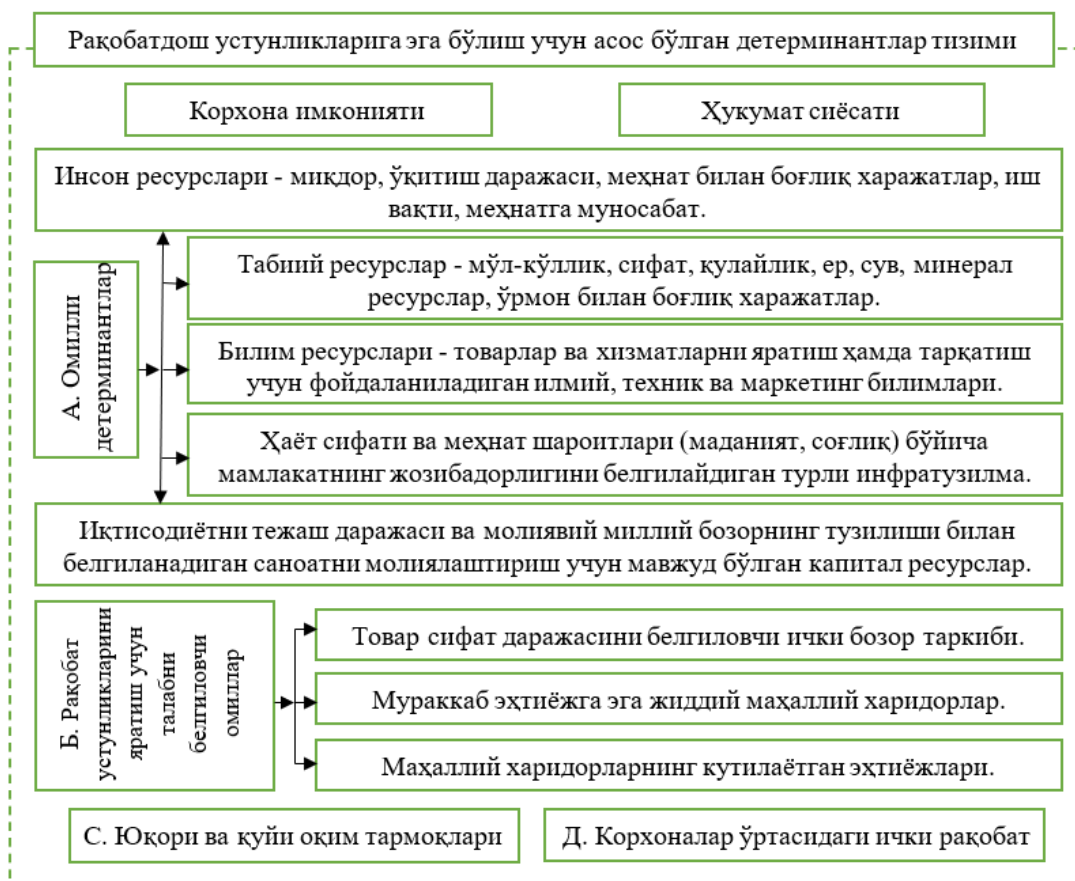 Рақобатдош устунликларига эга бўлиш учун асос бўлган детерминантлар тизими
Корхона имконияти
Ҳукумат сиёсати
Инсон ресурслари - миқдор, ўқитиш даражаси, меҳнат билан боғлиқ харажатлар, иш
вақти, меҳнатга муносабат.
А. Омилли
детерминантлар
Табиий ресурслар - мўл-кўллик, сифат, қулайлик, ер, сув, минерал
ресурслар, ўрмон билан боғлиқ харажатлар.
Билим ресурслари - товарлар ва хизматларни яратиш ҳамда тарқатиш
учун фойдаланиладиган илмий, техник ва маркетинг билимлари.
Ҳаёт сифати ва меҳнат шароитлари (маданият, соғлиқ) бўйича
мамлакатнинг жозибадорлигини белгилайдиган турли инфратузилма.
Иқтисодиётни тежаш даражаси ва молиявий миллий бозорнинг тузилиши билан
белгиланадиган саноатни молиялаштириш учун мавжуд бўлган капитал ресурслар.
Б. Рақобат
устунликларини
яратиш учун
талабни
белгиловчи
омиллар
Товар сифат даражасини белгиловчи ички бозор таркиби.
Мураккаб эҳтиёжга эга жиддий маҳаллий харидорлар.
Маҳаллий харидорларнинг кутилаётган эҳтиёжлари.
С. Юқори ва қуйи оқим тармоқлари
Д. Корхоналар ўртасидаги ички рақобат